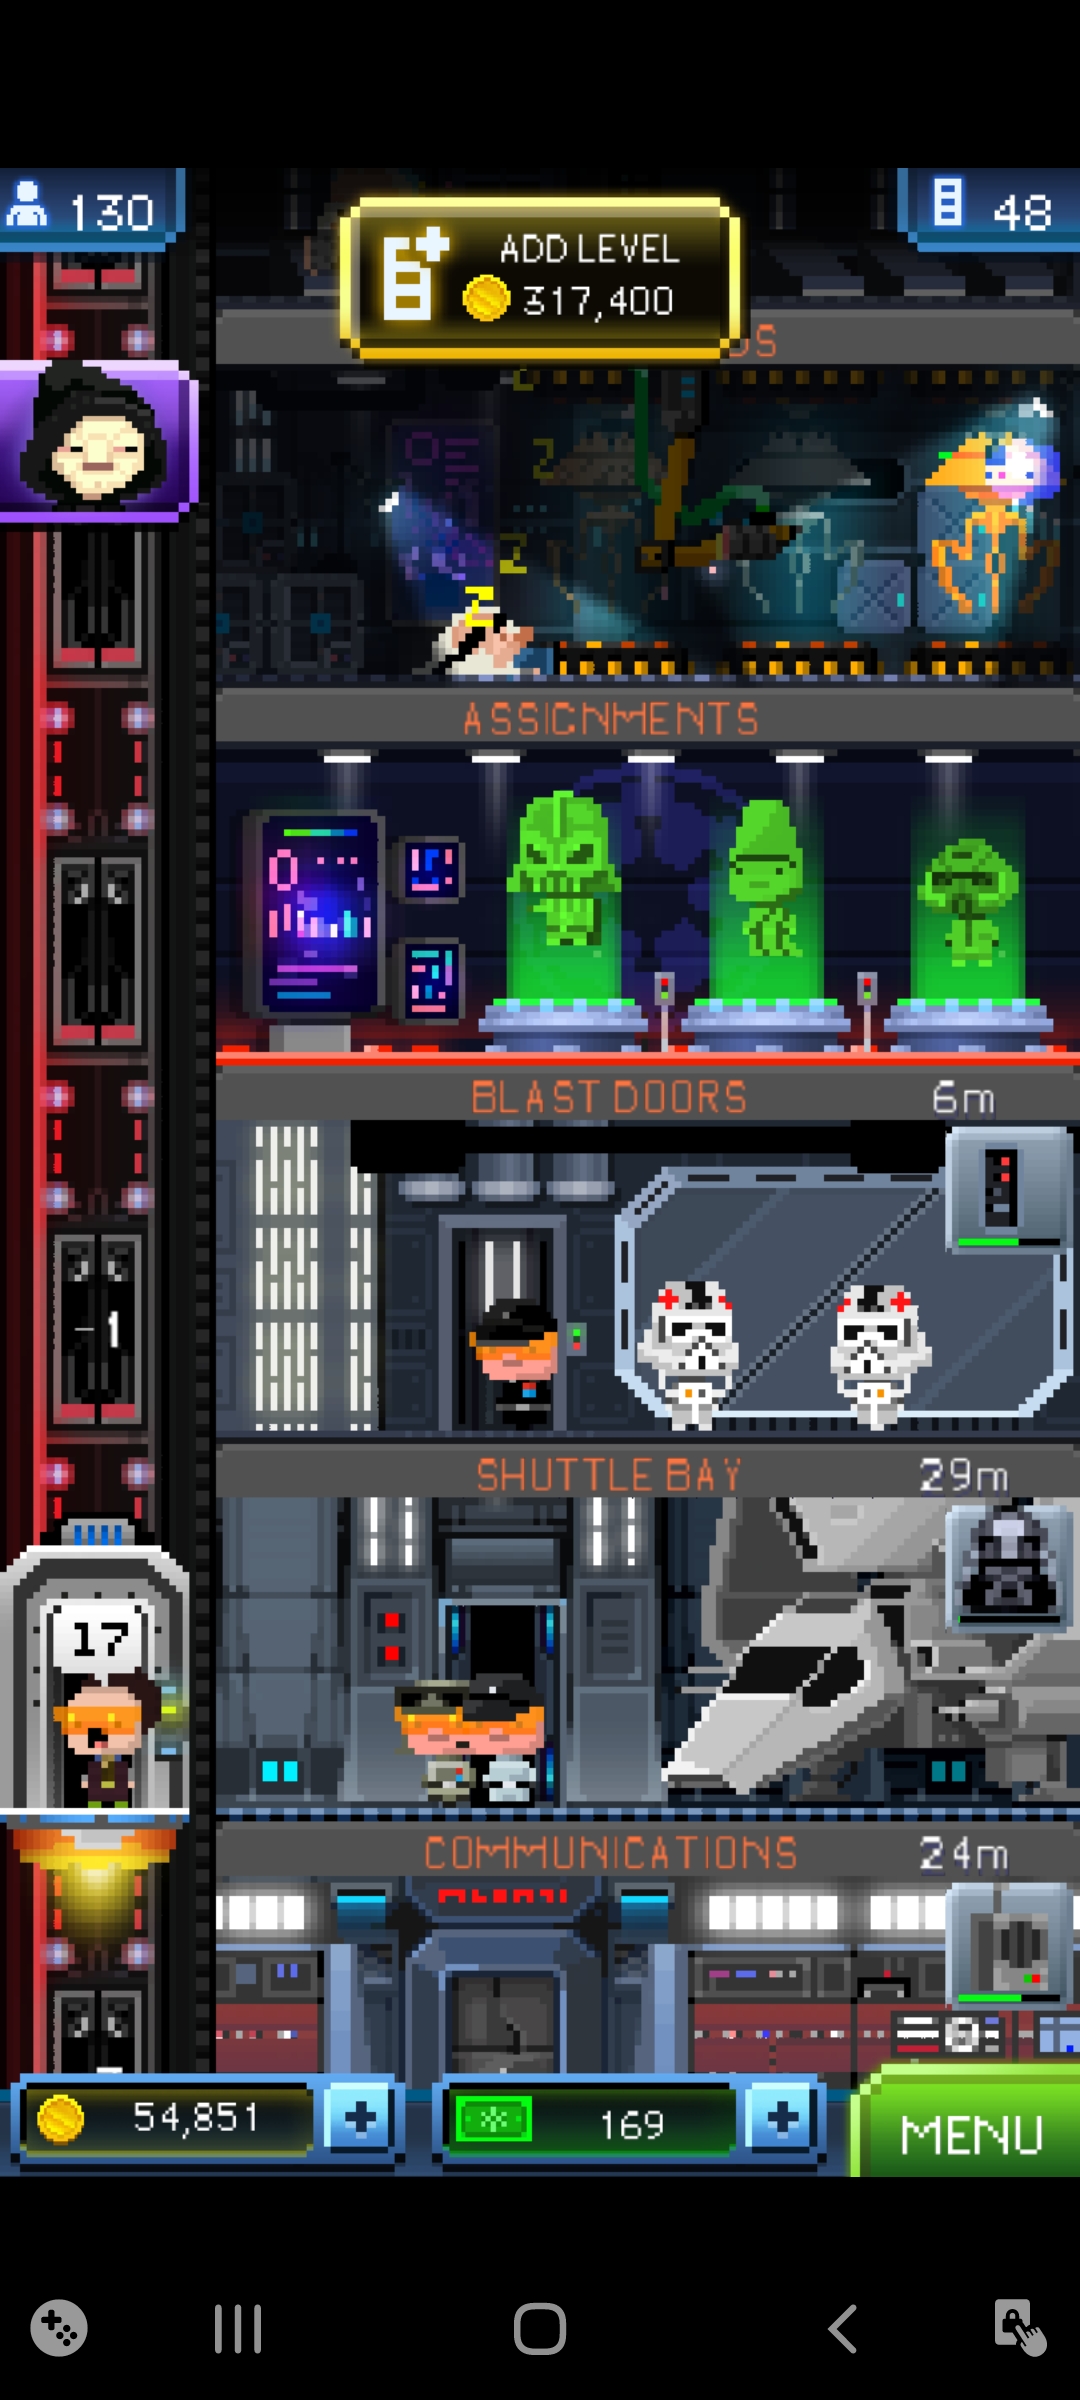 130
ADD LEVEL
317,400
48
Z
Z
Z
Z
ASSIGNMENTS
BLAST DOORS 6m
-1
SHUTTLE BAY 29m
17
COMMUNICATIONS 24m
54,851
+
169
+
MENU